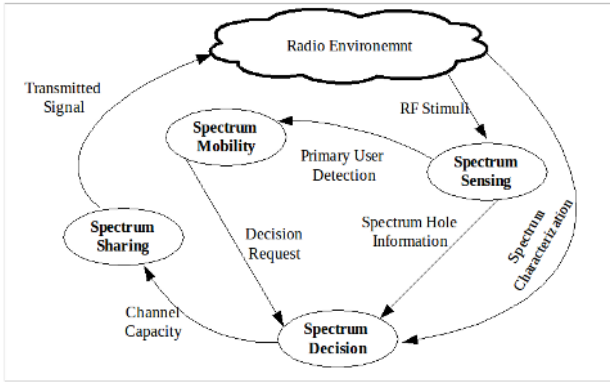 Radio Environemnt
Transmitted
Signal
RF Stimuli
Spectrum
Mobility
Primary User
Detection
Spectrum
Sensing
Spectrum
Sharing
Decision
Request
Spectrum Hole
Information
Spectrum
Characterization
Channel
Capacity
Spectrum
Decision